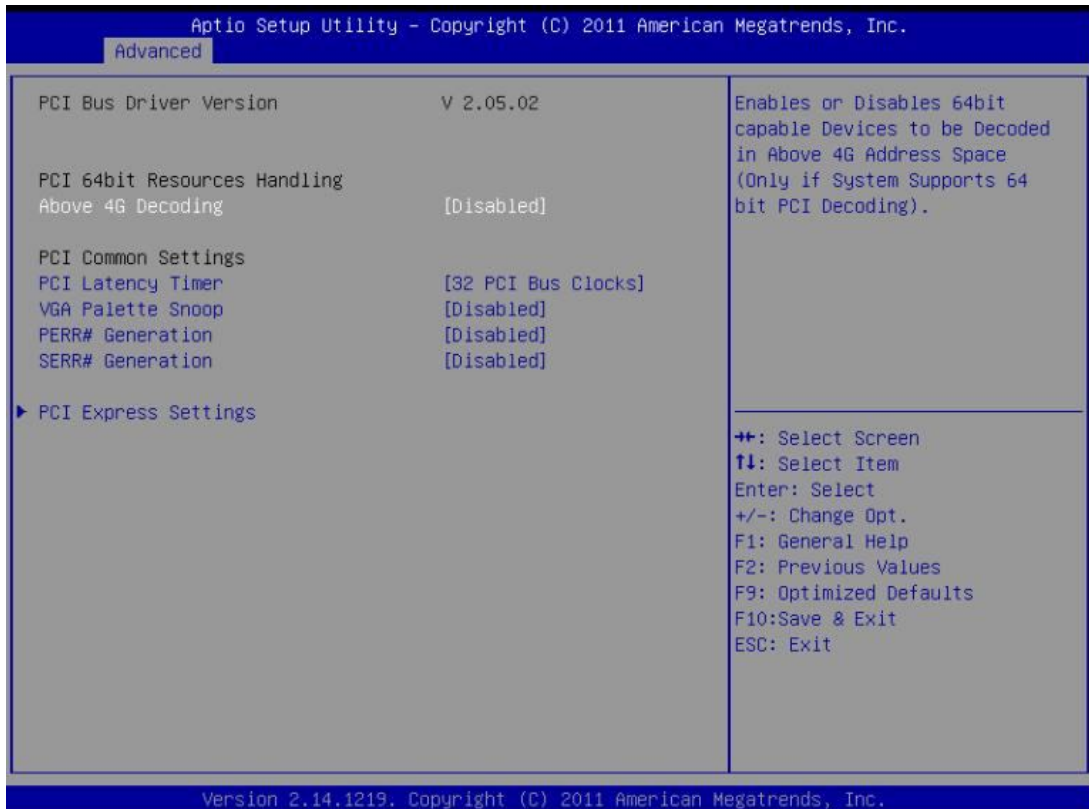 Aptio Setup Utility – Copyright (C) 2011 American Megatrends, Inc.
Advanced
PCI Bus Driver Version V 2.05.02
PCI 64bit Resources Handling
Above 4G Decoding [Disabled]
PCI Common Settings
PCI Latency Timer [32 PCI Bus Clocks]
VGA Palette Snoop [Disabled]
PERR# Generation [Disabled]
SERR# Generation [Disabled]
PCI Express Settings
Enables or Disables 64bit
capable Devices to be Decoded
in Above 4G Address Space
(Only if System Supports 64
bit PCI Decoding).
→←: Select Screen
↑↓: Select Item
Enter: Select
+/-: Change Opt.
F1: General Help
F2: Previous Values
F9: Optimized Defaults
F10:Save & Exit
ESC: Exit
Version 2.14.1219. Copyright (C) 2011 American Megatrends, Inc.